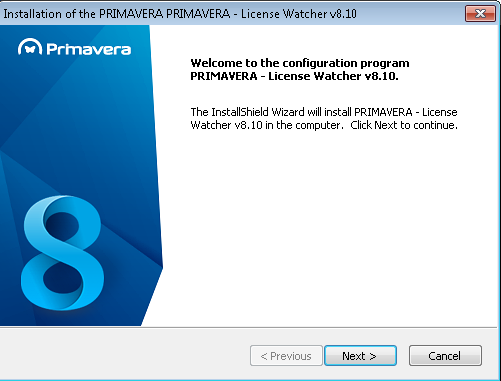 Installation of the PRIMAVERA PRIMAVERA - License Watcher v8.10
Primavera
Welcome to the configuration program
PRIMAVERA - License Watcher v8.10.
The InstallShield Wizard will install PRIMAVERA - License
Watcher v8.10 in the computer. Click Next to continue.
8
< Previous
Next >
Cancel